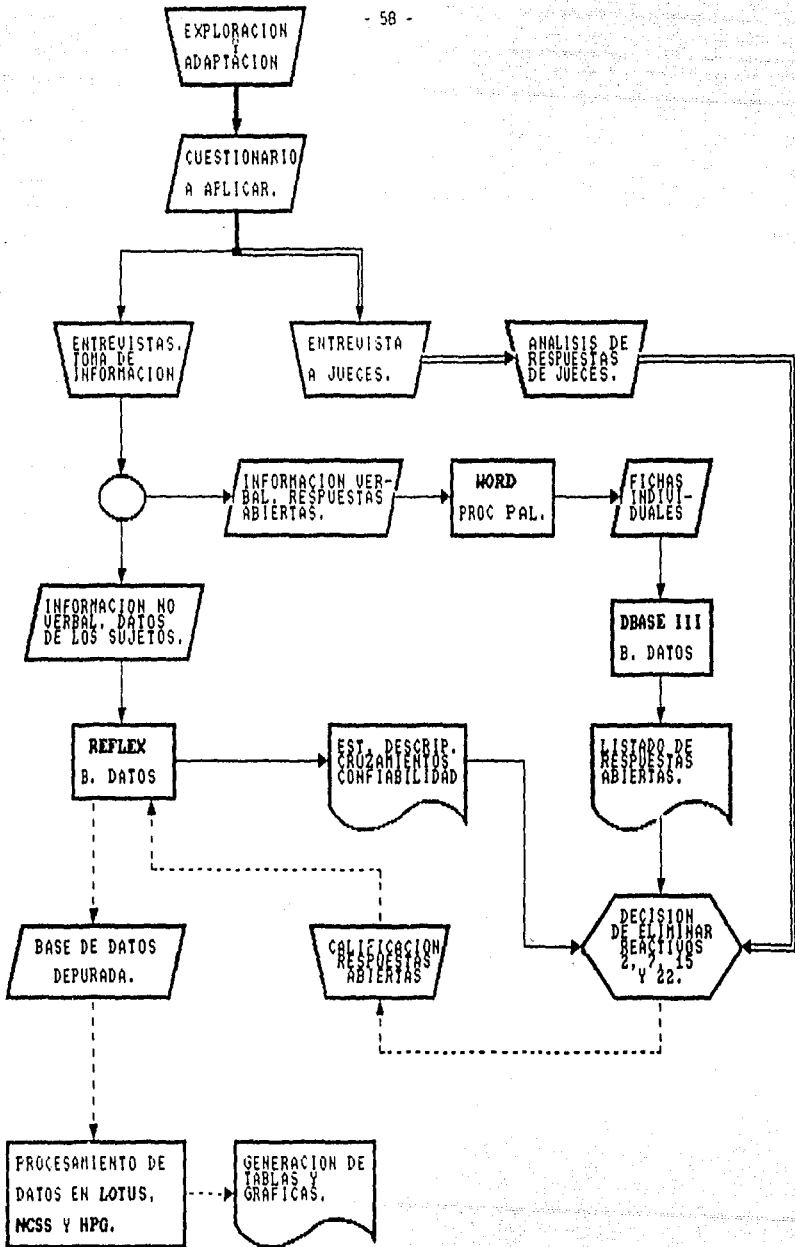 - 58 -
EXPLORACION
Y
ADAPTACION
CUESTIONARIO
A APLICAR.
ENTREVISTAS.
TOMA DE
INFORMACION
ENTREVISTA
A JUECES.
ANALISIS DE
RESPUESTAS
DE JUECES.
INFORMACION VER-
BAL. RESPUESTAS
ABIERTAS.
WORD
PROC PAL.
FICHAS
INDIVI-
DUALES
INFORMACION NO
VERBAL. DATOS
DE LOS SUJETOS.
DBASE III
B. DATOS
REFLEX
B. DATOS
EST. DESCRIP.
CRUZAMIENTOS
CONFIABILIDAD
LISTADO DE
RESPUESTAS
ABIERTAS.
BASE DE DATOS
DEPURADA.
CALIFICACION
RESPUESTAS
ABIERTAS
DECISION
DE ELIMINAR
REACTIVOS
2, 7, 15
Y 22.
PROCESAMIENTO DE
DATOS EN LOTUS,
NCSS Y HPG.
GENERACION DE
TABLAS Y
GRAFICAS.